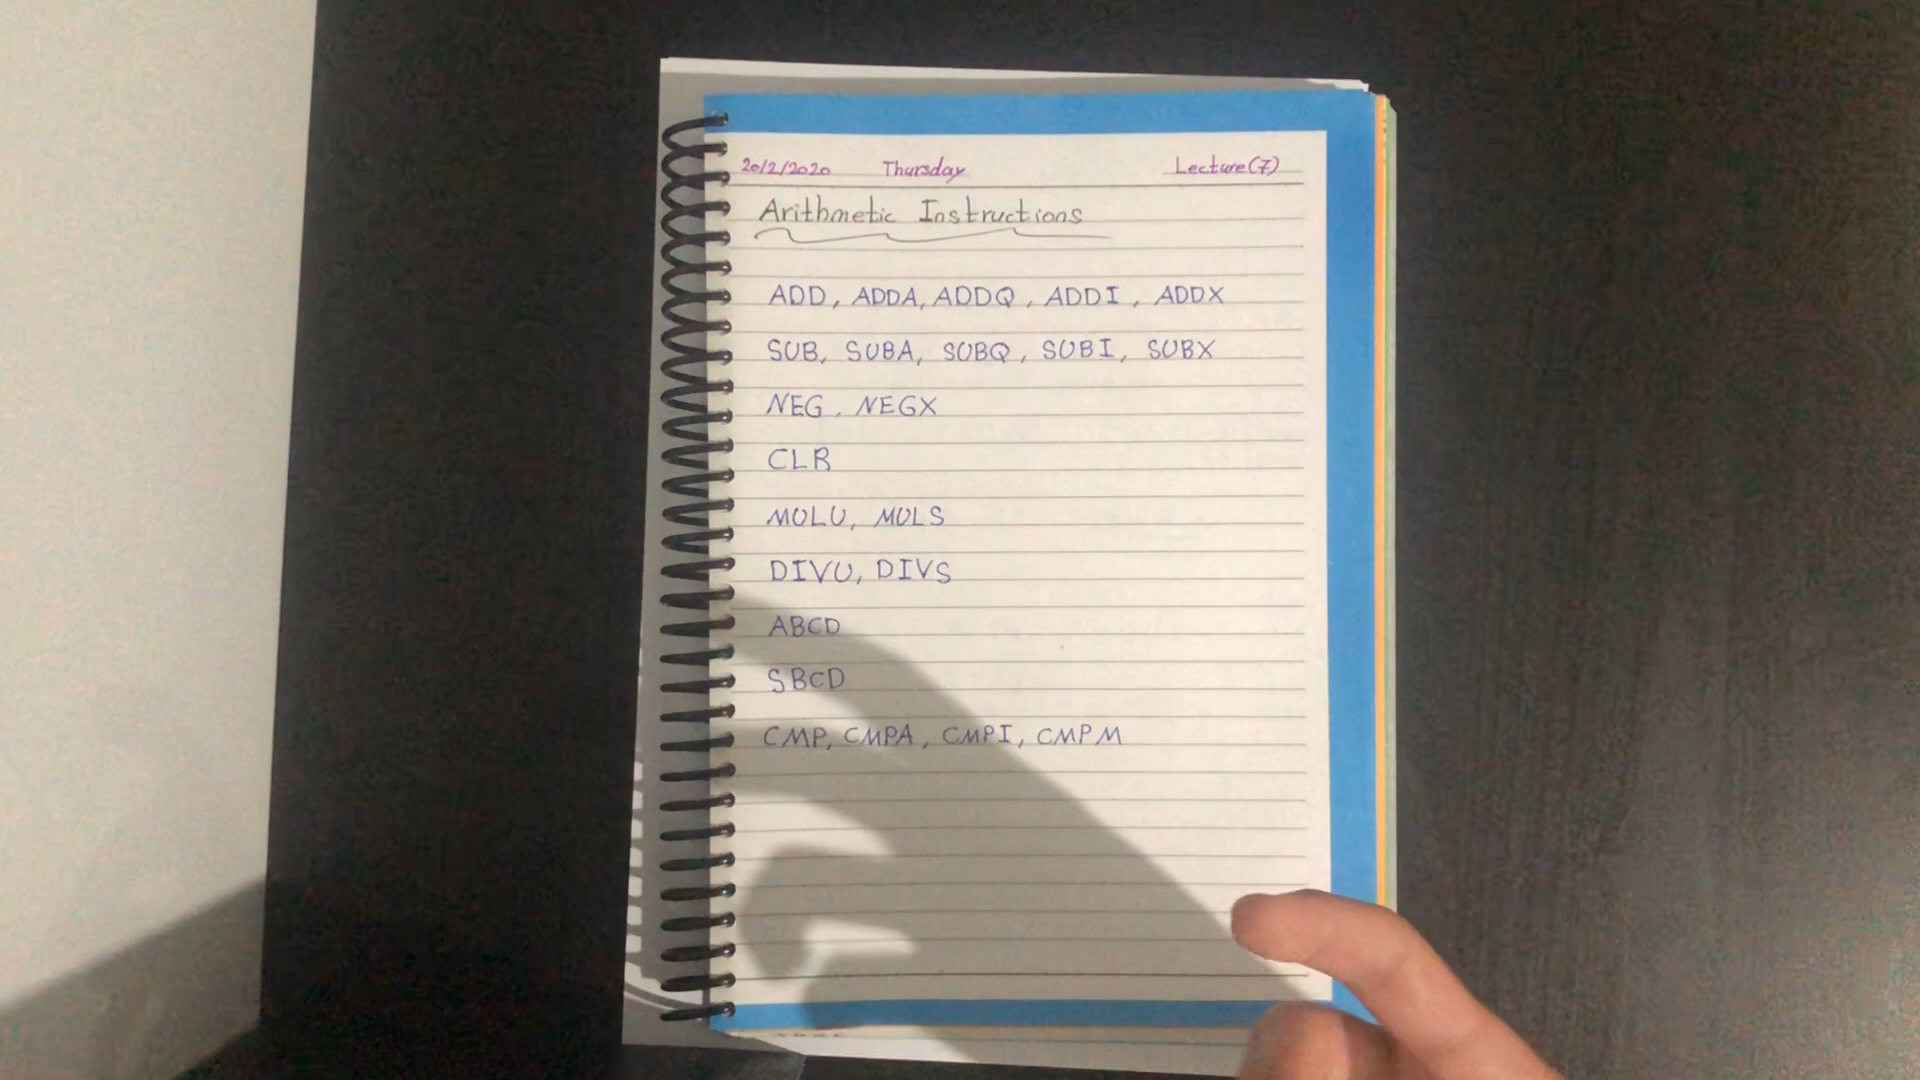 20/2/2020 Thursday Lecture(7)
Arithmetic Instructions
ADD, ADDA, ADDQ, ADDI, ADDX
SUB, SUBA, SUBQ, SUBI, SUBX
NEG, NEGX
CLR
MULU, MULS
DIVU, DIVS
ABCD
SBCD
CMP, CMPA, CMPI, CMPM